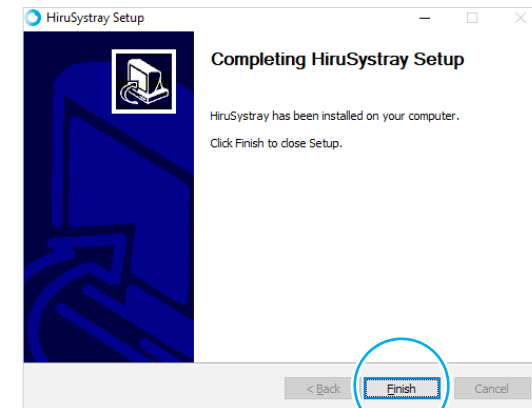 HiruSystray Setup
Completing HiruSystray Setup
HiruSystray has been installed on your computer.
Click Finish to close Setup.
< Back
Finish
Cancel